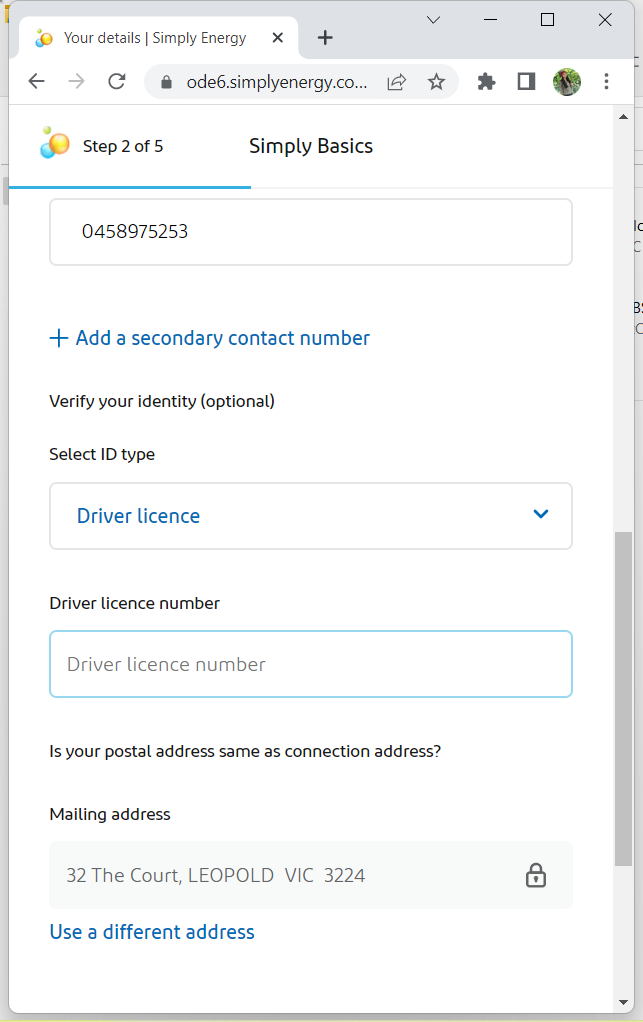 Your details | Simply Energy
ode6.simplyenergy.co...
Step 2 of 5
Simply Basics
0458975253
+ Add a secondary contact number
Verify your identity (optional)
Select ID type
Driver licence
Driver licence number
Driver licence number
Is your postal address same as connection address?
Mailing address
32 The Court, LEOPOLD  VIC  3224
Use a different address